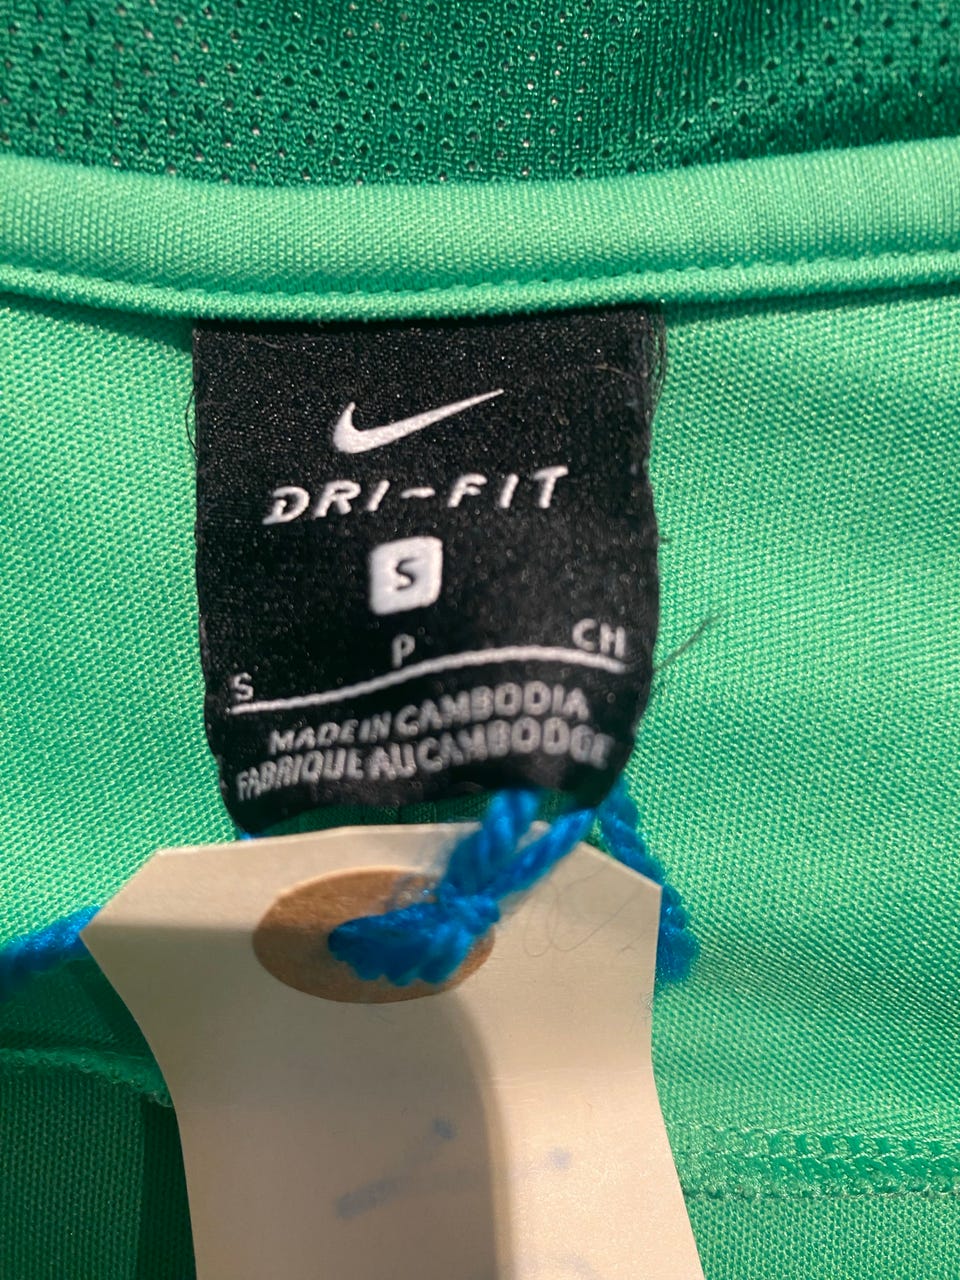 DRI-FIT
S
S P CH
MADE IN CAMBODIA
FABRIQUE AU CAMBODGE